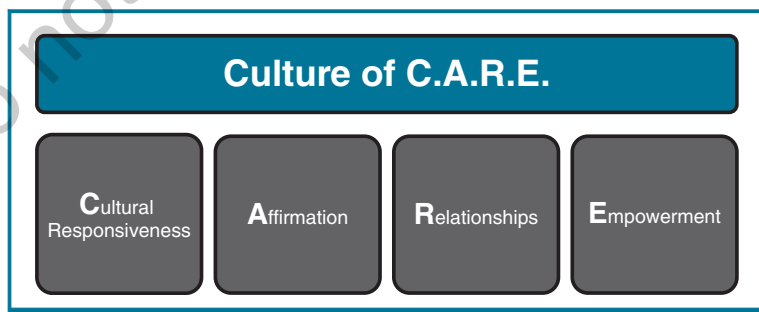 Culture of C.A.R.E.
Cultural
Responsiveness
Affirmation
Relationships
Empowerment